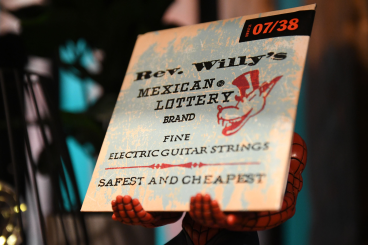 07/38
Rev. Willy's
MEXICAN
LOTTERY
BRAND
FINE
ELECTRIC GUITAR STRINGS
SAFEST AND CHEAPEST